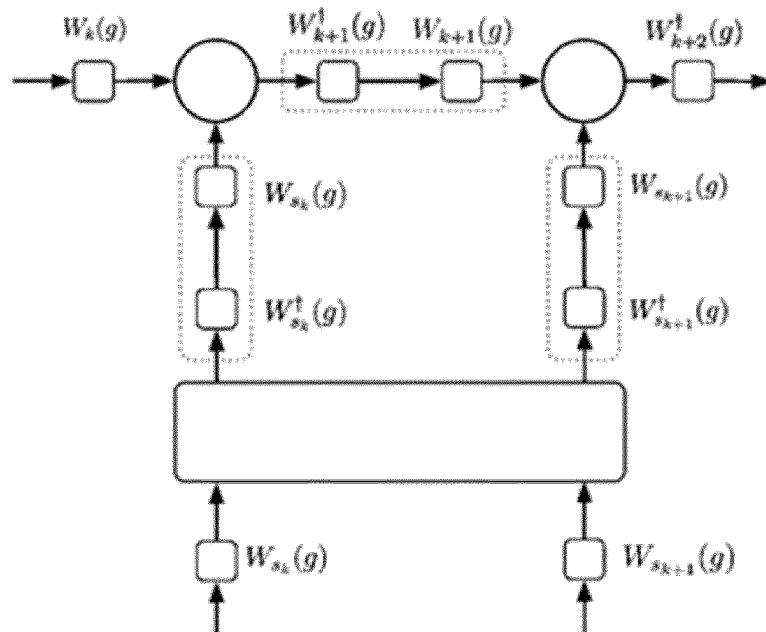 W_k(g) W†_{k+1}(g) W_{k+1}(g) W†_{k+2}(g)
W_{s_k}(g) W_{s_{k+1}}(g)
W†_{s_k}(g) W†_{s_{k+1}}(g)
W_{s_k}(g) W_{s_{k+1}}(g)